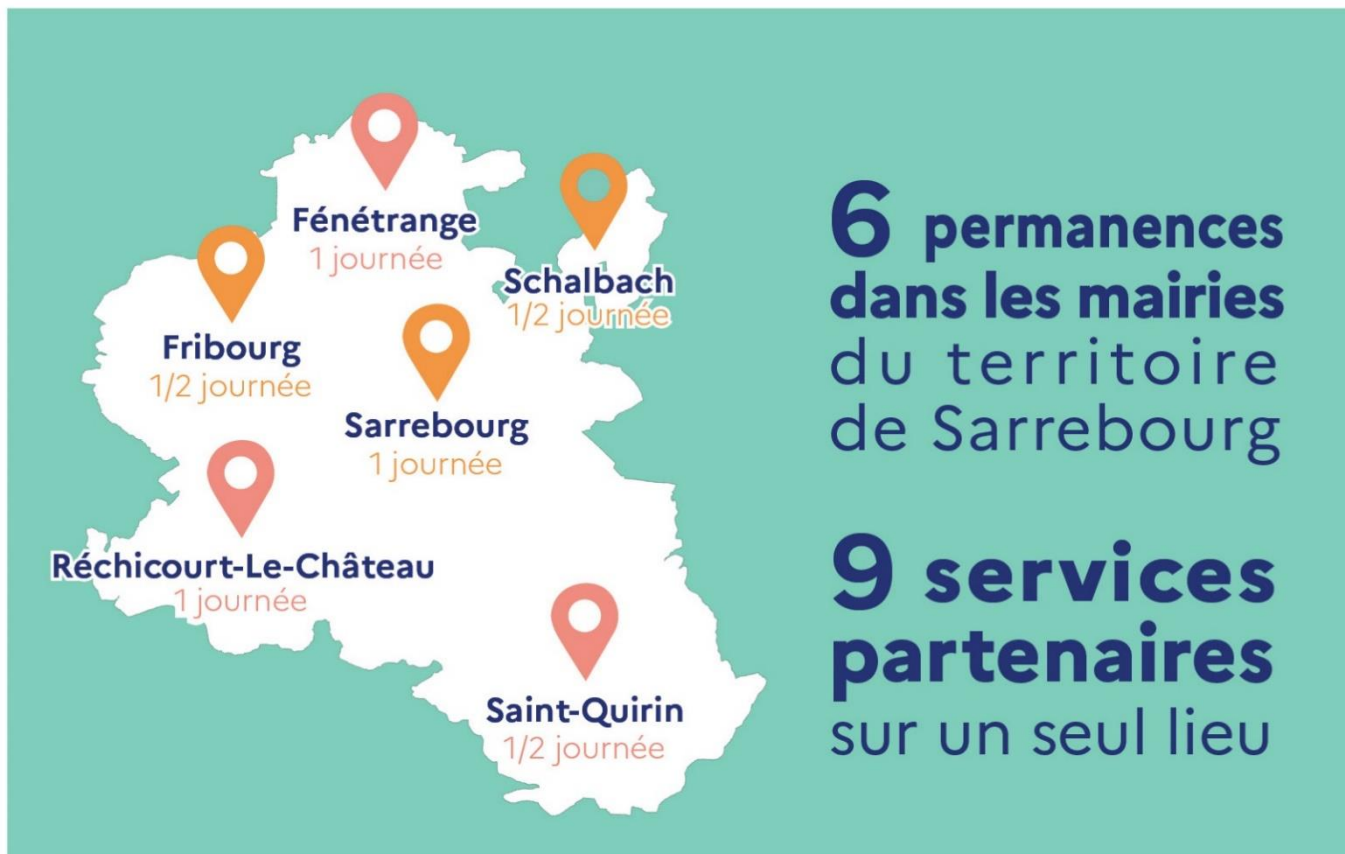 Fénétrange
1 journée
Schalbach
1/2 journée
Fribourg
1/2 journée
Sarrebourg
1 journée
Réchicourt-Le-Château
1 journée
Saint-Quirin
1/2 journée
6 permanences
dans les mairies
du territoire
de Sarrebourg
9 services
partenaires
sur un seul lieu